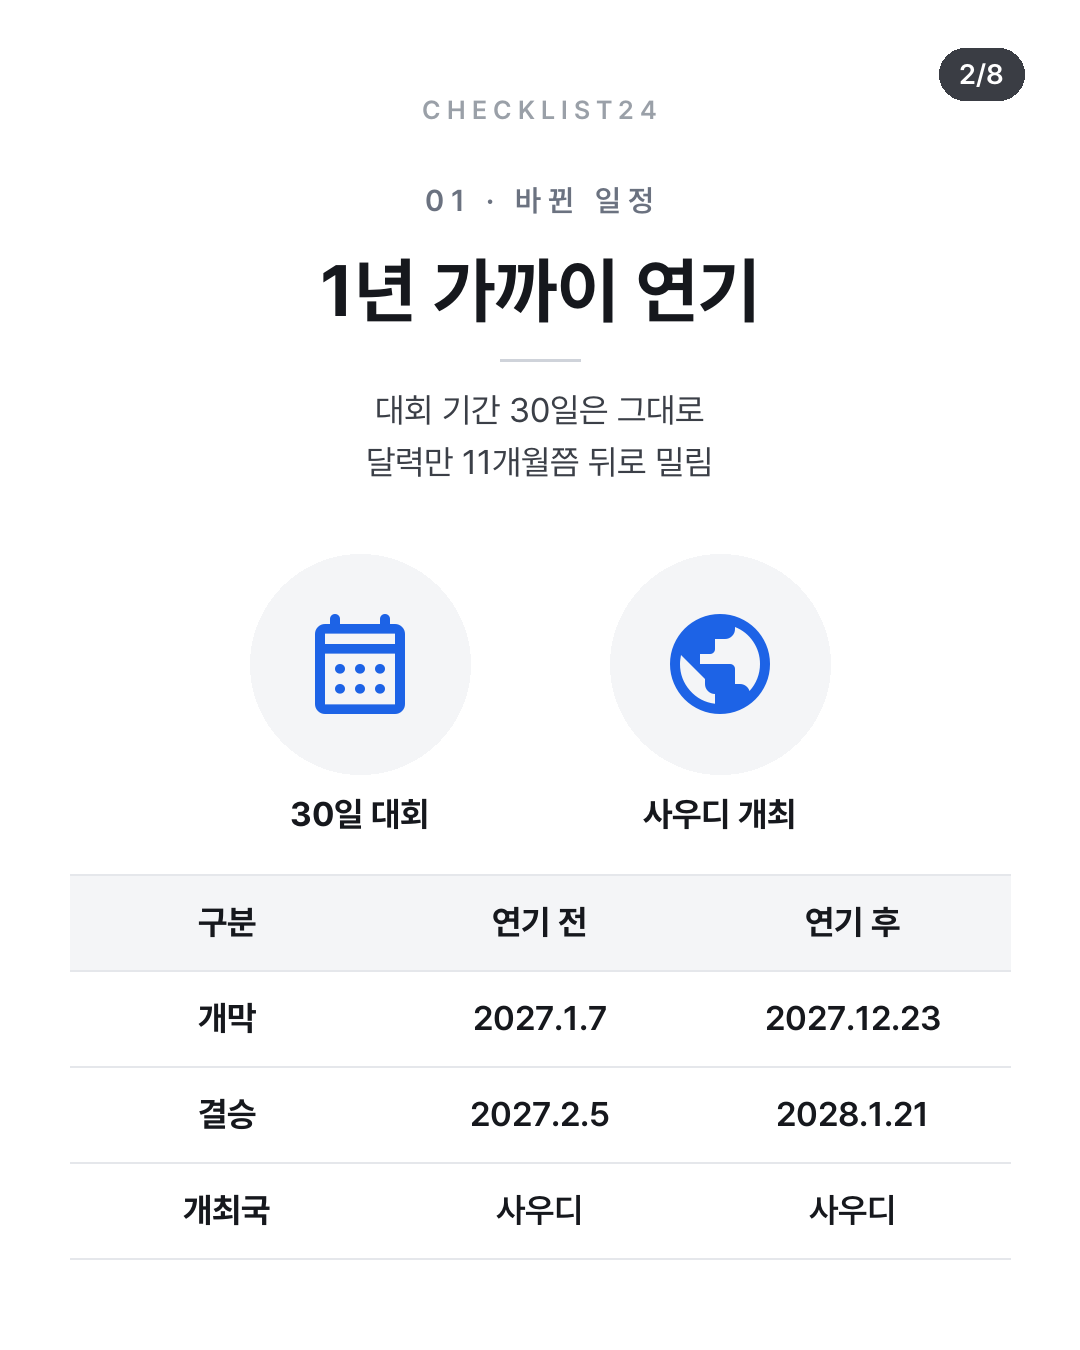 2/8
CHECKLIST24
01 · 바뀐 일정
1년 가까이 연기
대회 기간 30일은 그대로
달력만 11개월쯤 뒤로 밀림
30일 대회
사우디 개최
구분 연기 전 연기 후
개막 2027.1.7 2027.12.23
결승 2027.2.5 2028.1.21
개최국 사우디 사우디